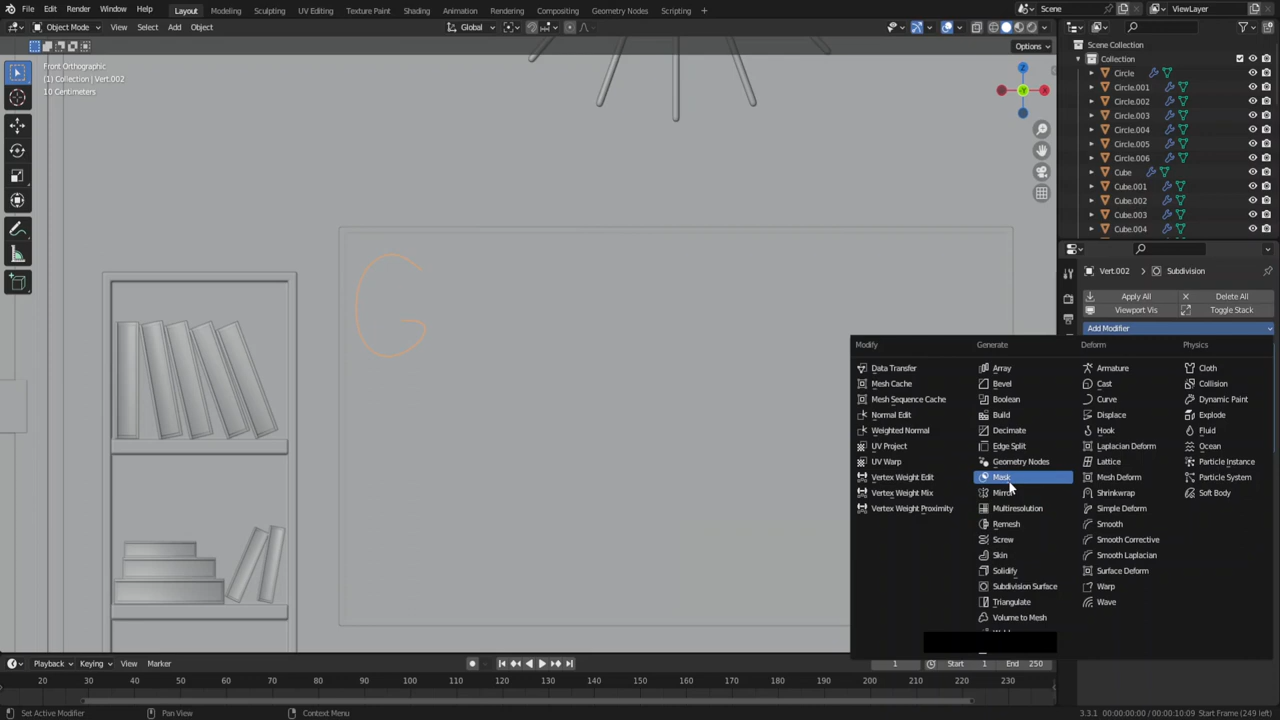 File Edit Render Window Help Layout Modeling Sculpting UV Editing Texture Paint Shading Animation Rendering Compositing Geometry Nodes Scripting + Scene ViewLayer
Object Mode View Select Add Object Global
Options
Front Orthographic
(1) Collection | Vert.002
10 Centimeters
Z
Y
Scene Collection
Collection
Circle
Circle.001
Circle.002
Circle.003
Circle.004
Circle.005
Circle.006
Cube
Cube.001
Cube.002
Cube.003
Cube.004
Vert.002 > Subdivision
Apply All Delete All
Viewport Vis Toggle Stack
Add Modifier
Modify Generate Deform Physics
Data Transfer Array Armature Cloth
Mesh Cache Bevel Cast Collision
Mesh Sequence Cache Boolean Curve Dynamic Paint
Normal Edit Build Displace Explode
Weighted Normal Decimate Hook Fluid
UV Project Edge Split Laplacian Deform Ocean
UV Warp Geometry Nodes Lattice Particle Instance
Vertex Weight Edit Mask Mesh Deform Particle System
Vertex Weight Mix Mirror Shrinkwrap Soft Body
Vertex Weight Proximity Multiresolution Simple Deform
Remesh Smooth
Screw Smooth Corrective
Skin Smooth Laplacian
Solidify Surface Deform
Subdivision Surface Warp
Triangulate Wave
Volume to Mesh
Playback Keying View Marker 1 Start 1 End 250
20 30 40 50 60 70 80 90 100 110 120 130 140 150 160 170 180 190 200 210 220 230
Set Active Modifier Pan View Context Menu 3.3.1 00:00:00:00 / 00:00:10:09 Start Frame (249 left)